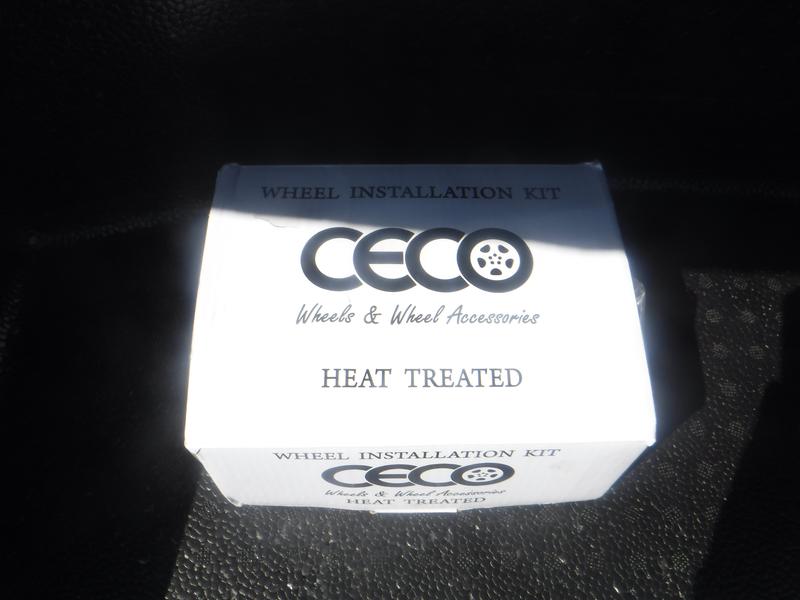 WHEEL INSTALLATION KIT
CECO
Wheels & Wheel Accessories
HEAT TREATED
WHEEL INSTALLATION KIT
CECO
Wheels & Wheel Accessories
HEAT TREATED